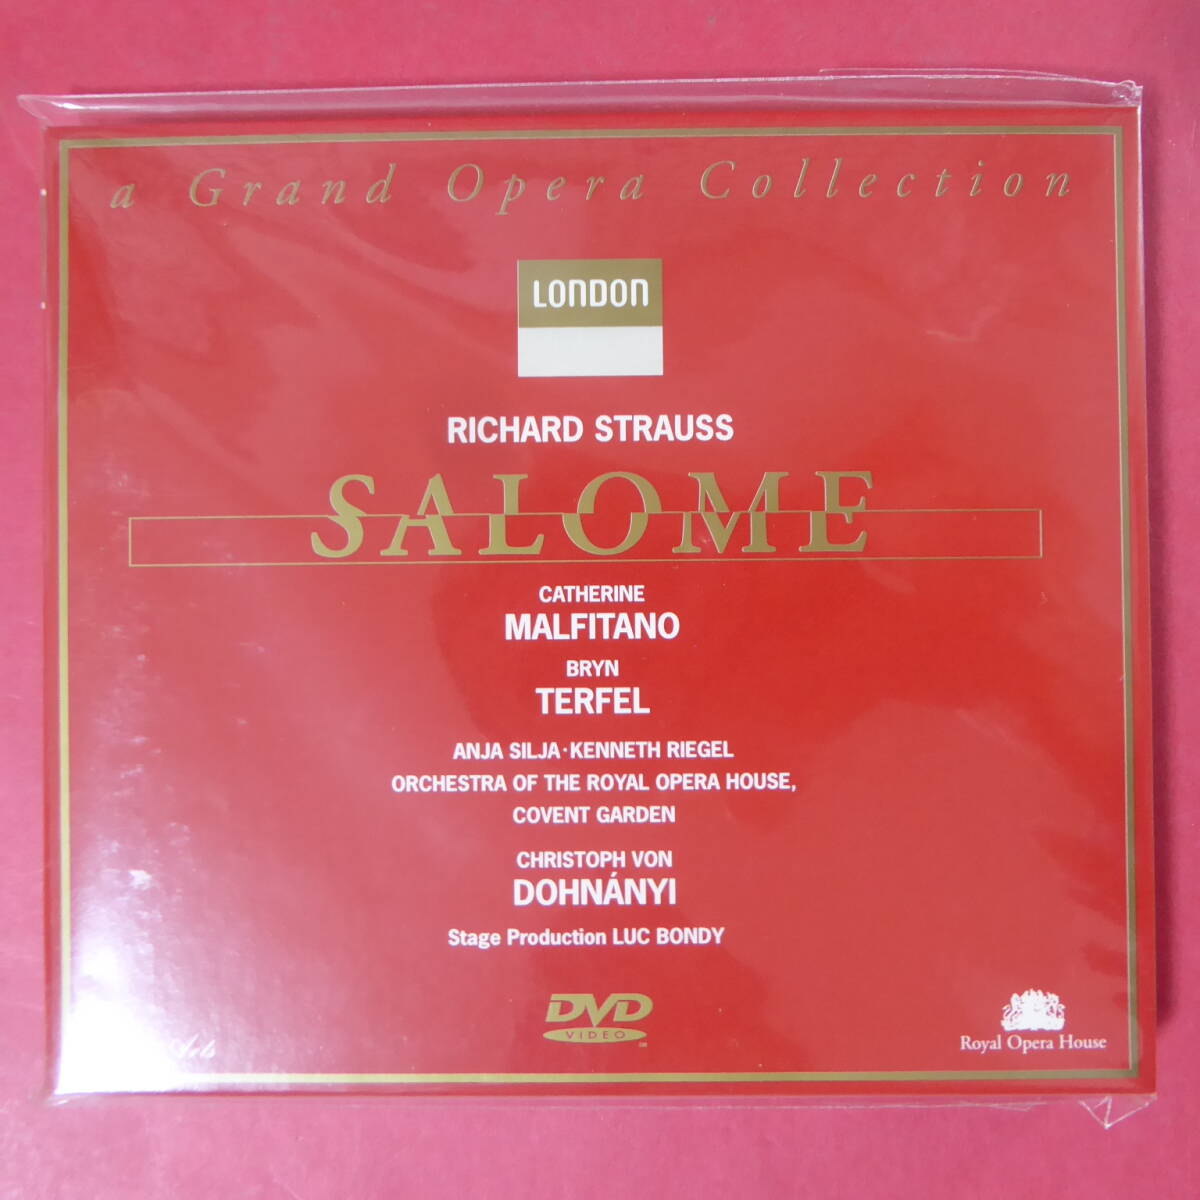 a Grand Opera Collection
LONDON
RICHARD STRAUSS
SALOME
CATHERINE
MALFITANO
BRYN
TERFEL
ANJA SILJA·KENNETH RIEGEL
ORCHESTRA OF THE ROYAL OPERA HOUSE,
COVENT GARDEN
CHRISTOPH VON
DOHNÁNYI
Stage Production LUC BONDY
DVD
VIDEO
Arts
Royal Opera House